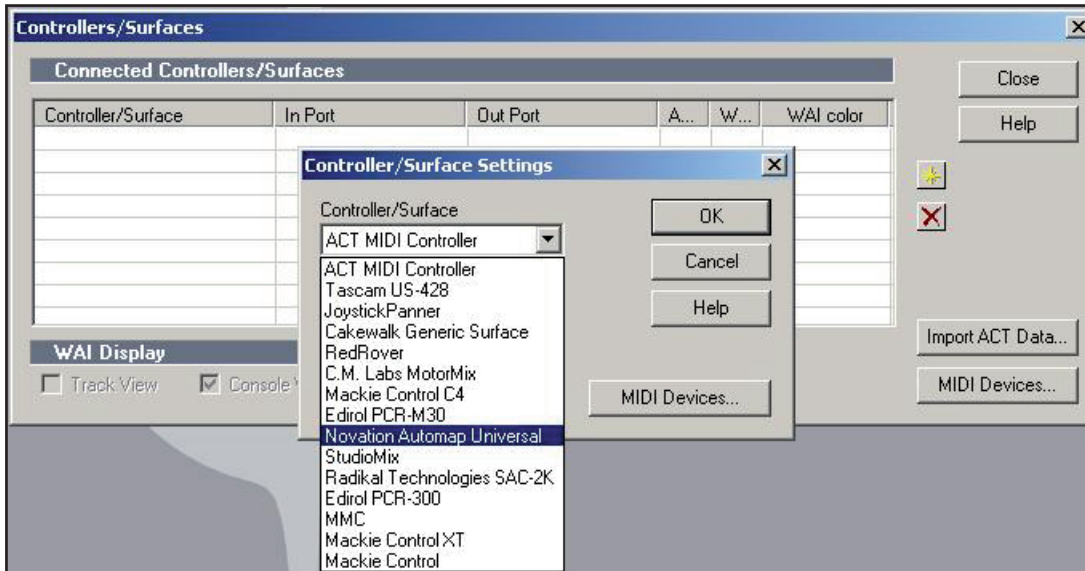 Controllers/Surfaces
Connected Controllers/Surfaces
Close
Controller/Surface In Port Out Port A... W... WAI color
Help
Controller/Surface Settings
Controller/Surface
OK
ACT MIDI Controller
Cancel
ACT MIDI Controller
Tascam US-428
JoystickPanner
Help
Cakewalk Generic Surface
RedRover
Import ACT Data...
WAI Display
C.M. Labs MotorMix
Track View Console
Mackie Control C4
MIDI Devices...
MIDI Devices...
Edirol PCR-M30
Novation Automap Universal
StudioMix
Radikal Technologies SAC-2K
Edirol PCR-300
MMC
Mackie Control XT
Mackie Control